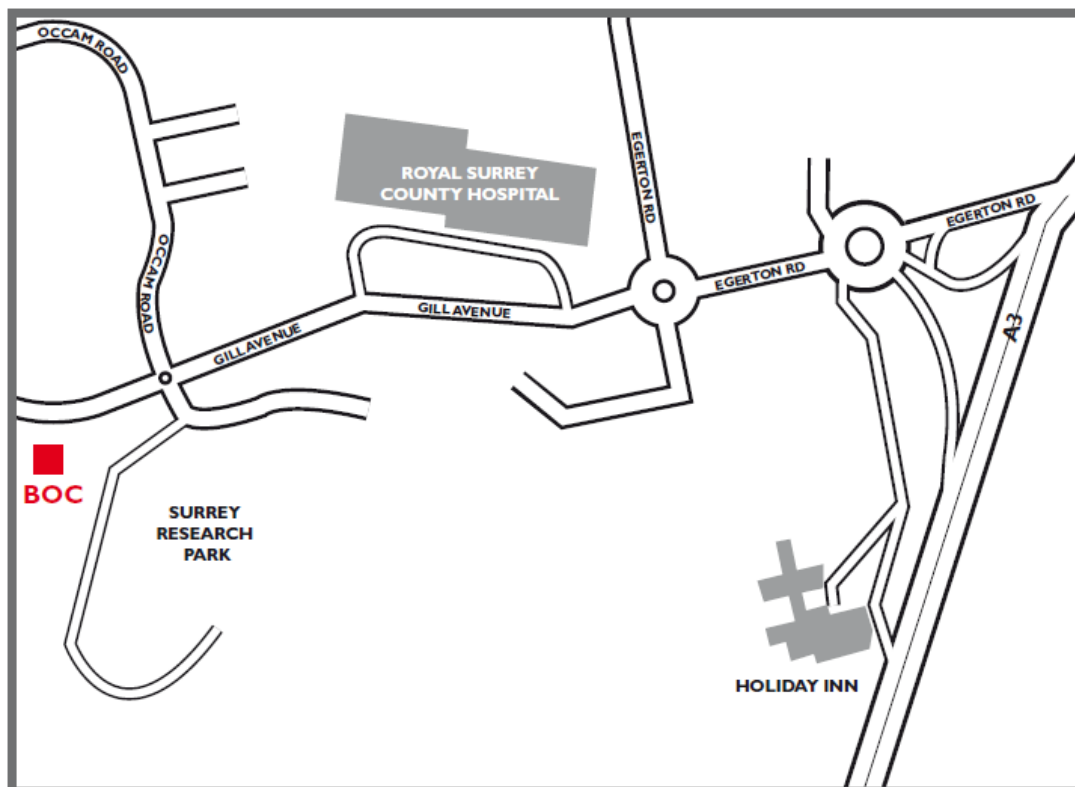 OCCAM ROAD
EGERTON RD
ROYAL SURREY
COUNTY HOSPITAL
EGERTON RD
OCCAM ROAD
EGERTON RD
GILL AVENUE
GILL AVENUE
A3
BOC
SURREY
RESEARCH
PARK
HOLIDAY INN